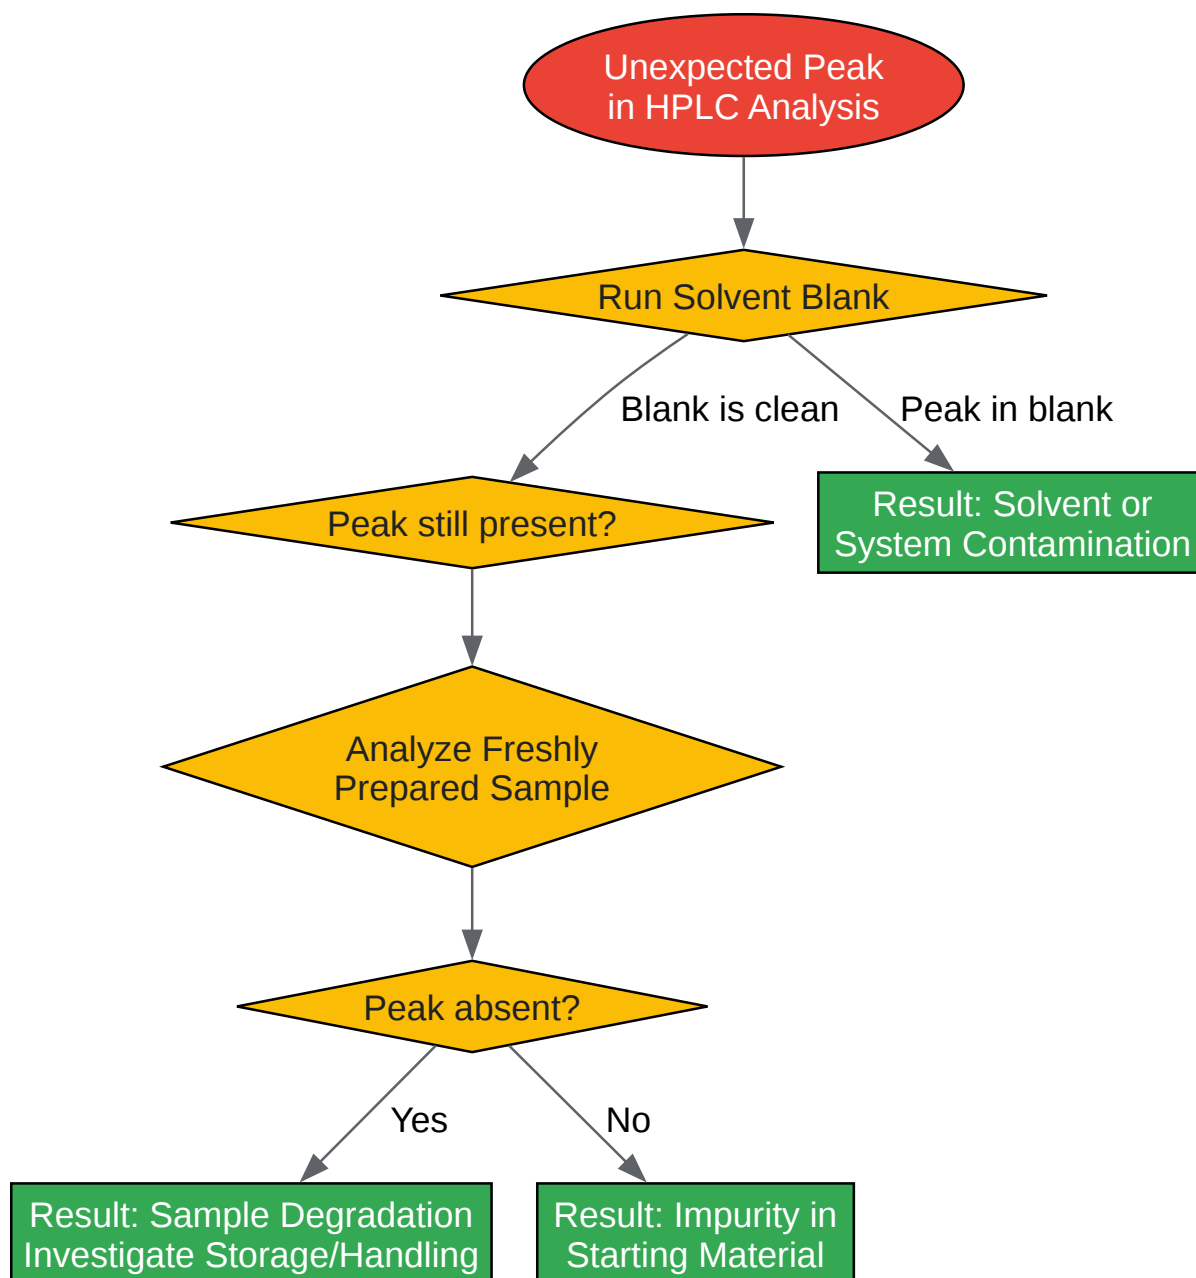 Unexpected Peak
in HPLC Analysis
Run Solvent Blank
Blank is clean
Peak in blank
Peak still present?
Result: Solvent or
System Contamination
Analyze Freshly
Prepared Sample
Peak absent?
Yes
No
Result: Sample Degradation
Investigate Storage/Handling
Result: Impurity in
Starting Material